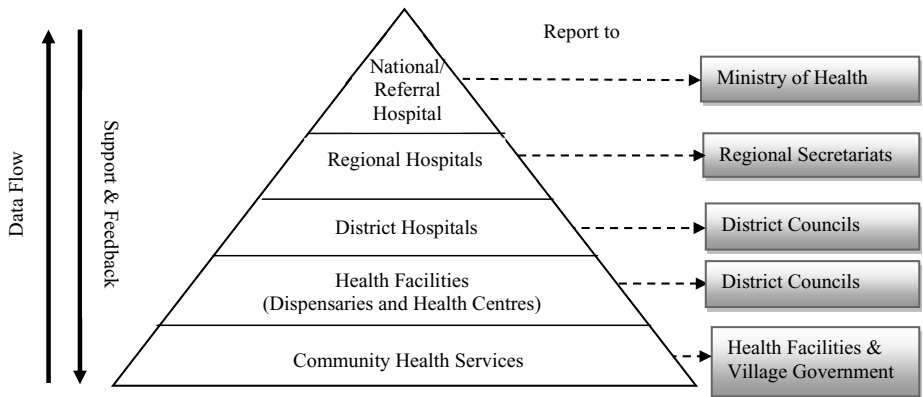 Report to
National/
Referral
Hospital
Ministry of Health
Regional Hospitals
Regional Secretariats
District Hospitals
District Councils
Health Facilities
(Dispensaries and Health Centres)
District Councils
Community Health Services
Health Facilities &
Village Government
Data Flow
Support & Feedback